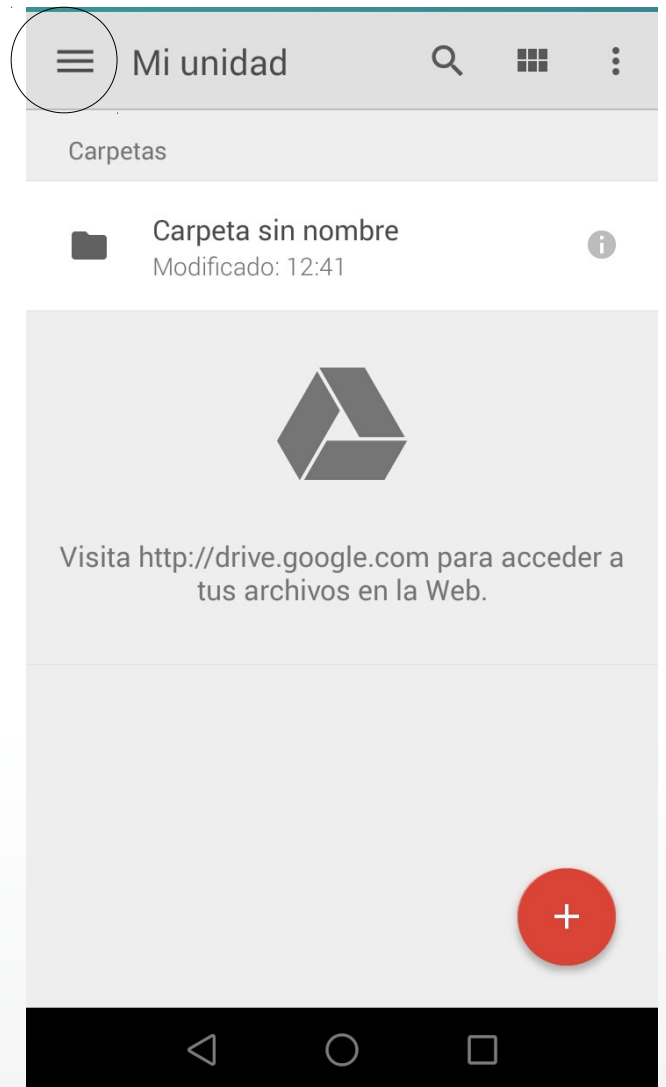 Mi unidad
Carpetas
Carpeta sin nombre
Modificado: 12:41
Visita http://drive.google.com para acceder a
tus archivos en la Web.